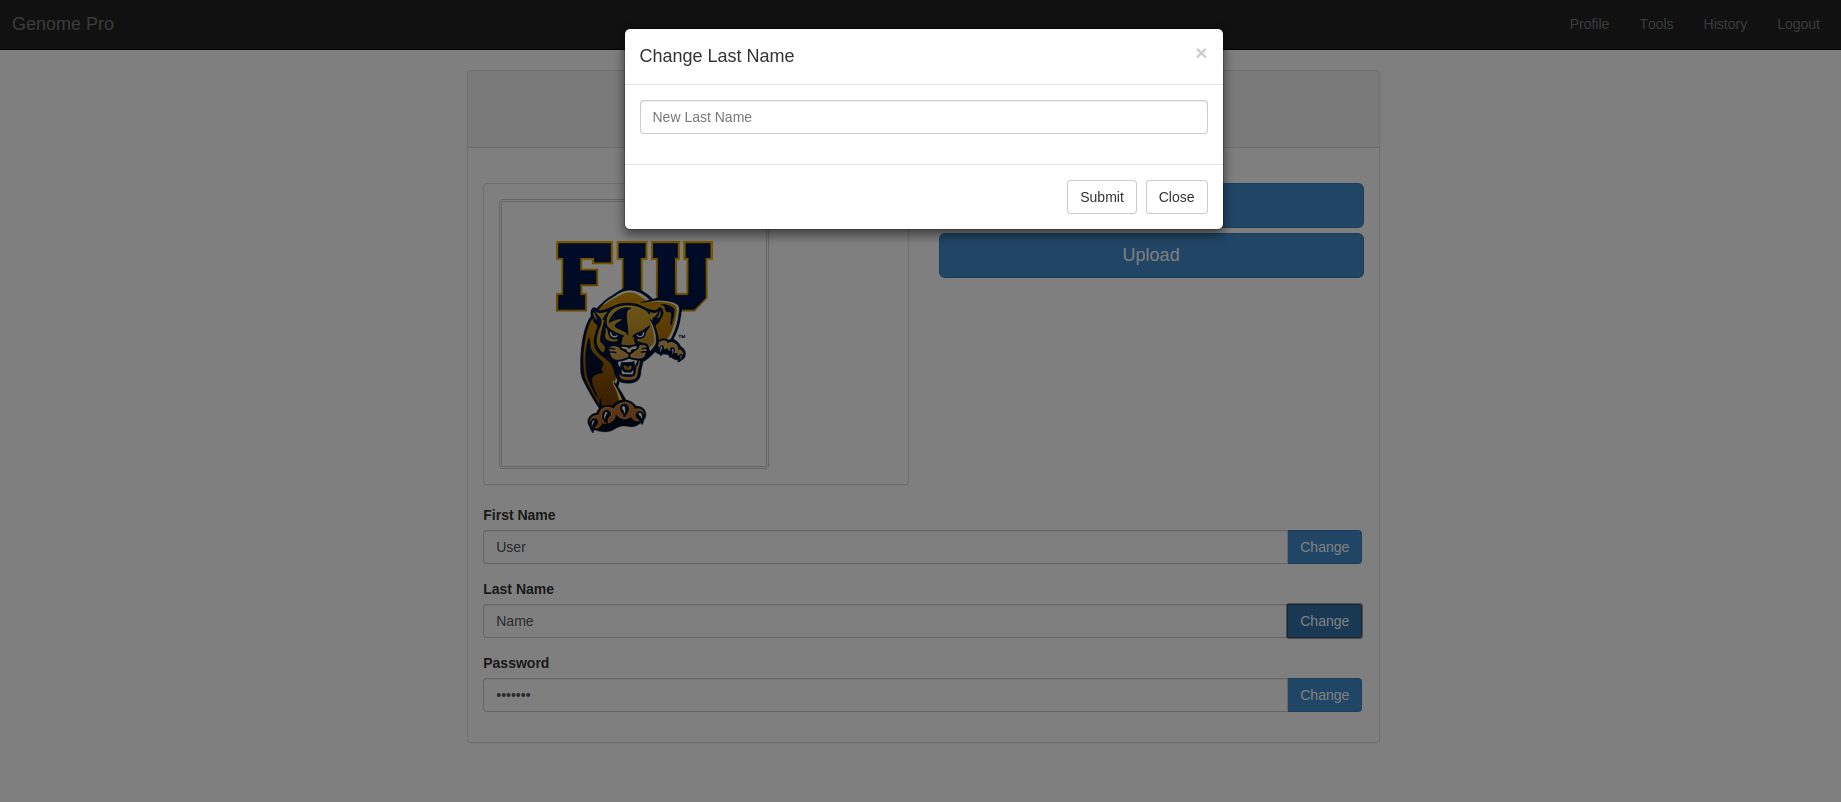 Genome Pro
Profile Tools History Logout
Change Last Name ×
New Last Name
Submit Close
Upload
FIU
™
First Name
User Change
Last Name
Name Change
Password
••••••• Change